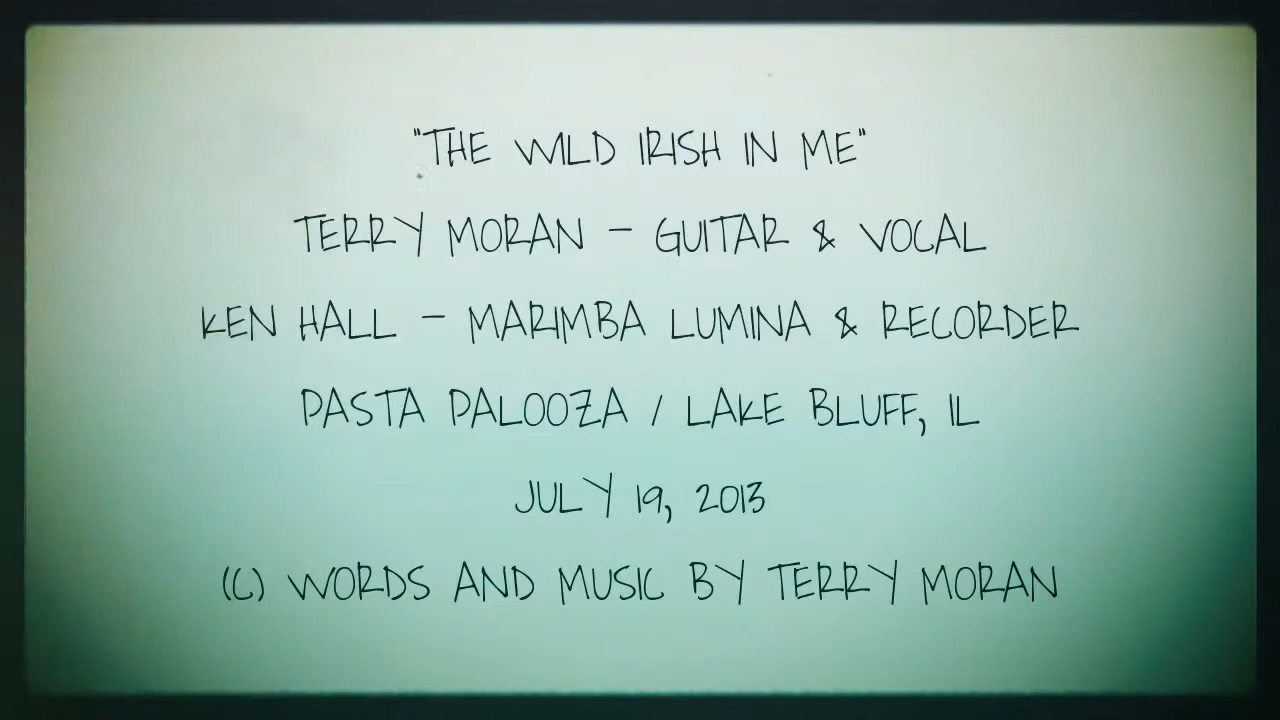 "THE WILD IRISH IN ME"
TERRY MORAN - GUITAR & VOCAL
KEN HALL - MARIMBA LUMINA & RECORDER
PASTA PALOOZA / LAKE BLUFF, IL
JULY 19, 2013
(C) WORDS AND MUSIC BY TERRY MORAN